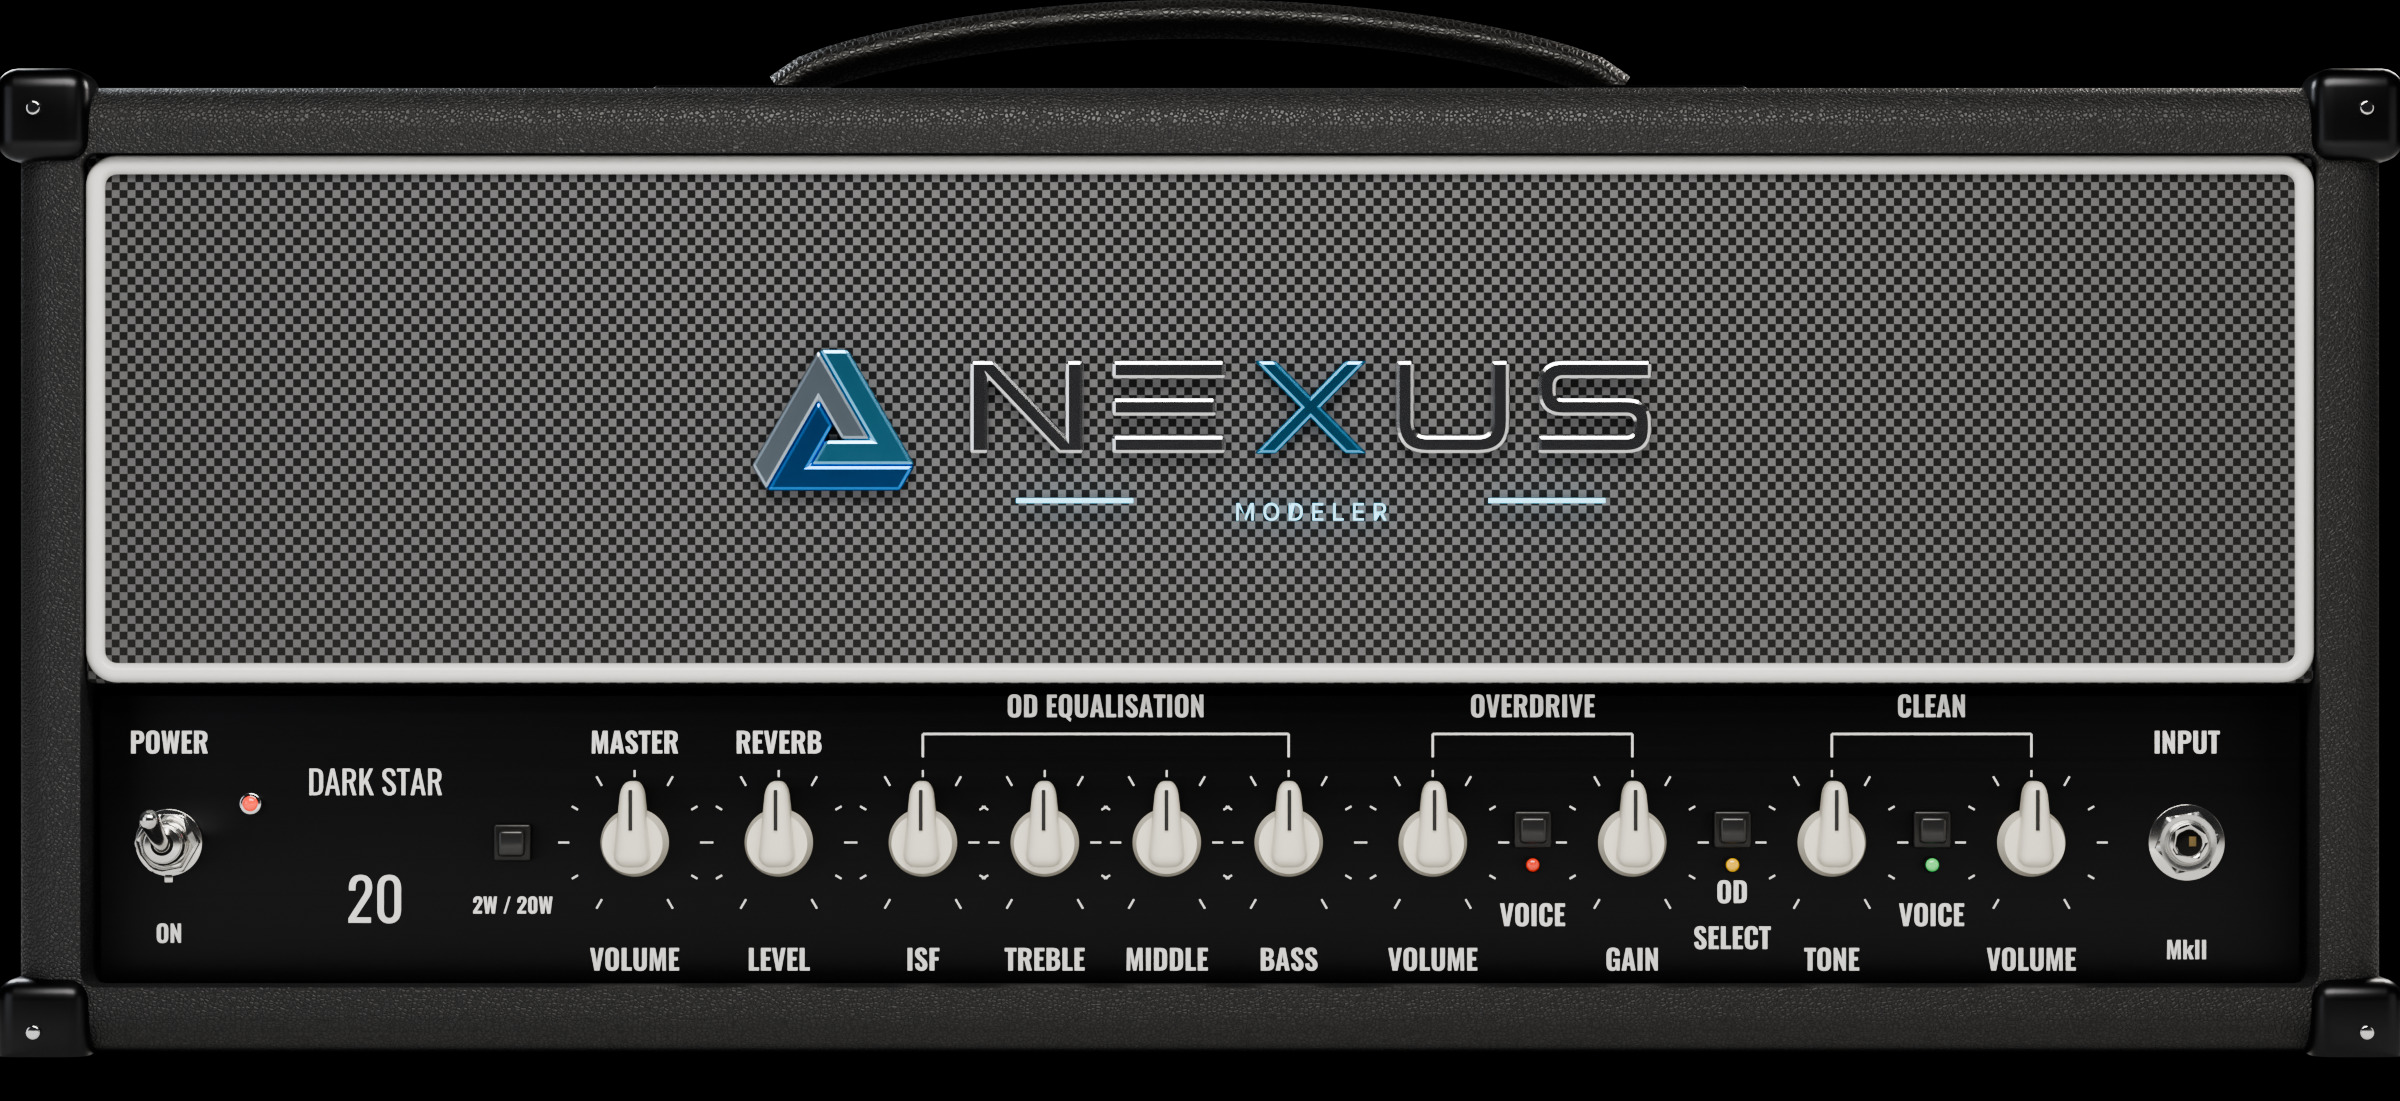 NEXUS
MODELER
OD EQUALISATION
OVERDRIVE
CLEAN
POWER
MASTER
REVERB
INPUT
DARK STAR
20
2W / 20W
ON
OD
SELECT
VOICE
VOICE
MkII
VOLUME
LEVEL
ISF
TREBLE
MIDDLE
BASS
VOLUME
GAIN
TONE
VOLUME